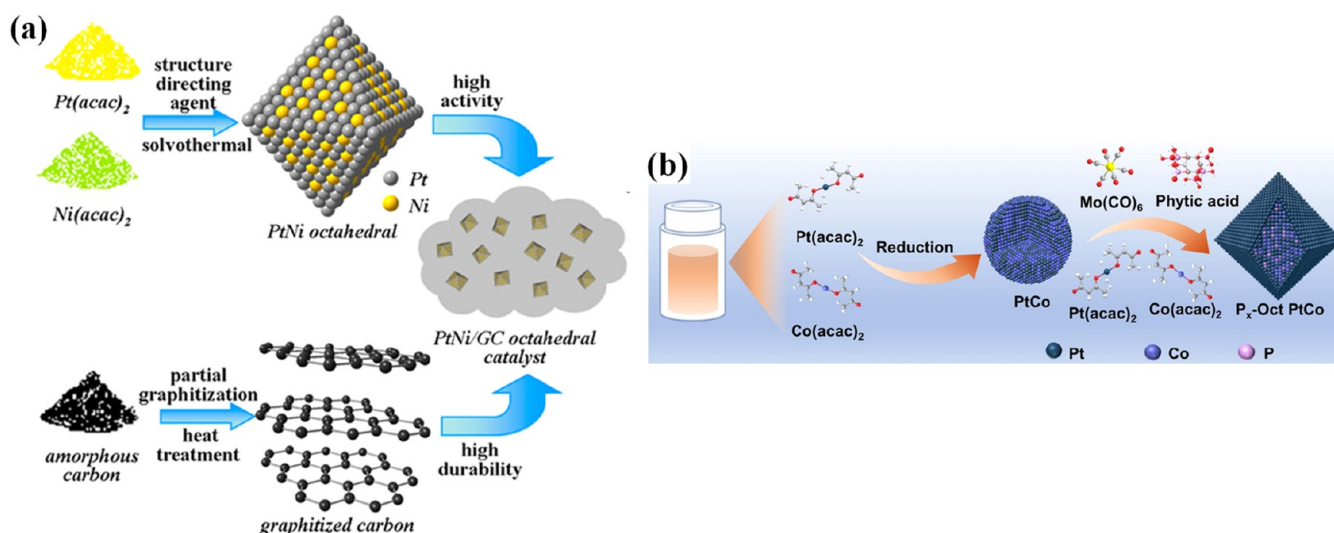 (a)
Pt(acac)2
Ni(acac)2
structure
directing
agent
solvothermal
Pt
Ni
PtNi octahedral
high
activity
PtNi/GC octahedral
catalyst
amorphous
carbon
partial
graphitization
heat
treatment
graphitized carbon
high
durability
(b)
Pt(acac)2
Co(acac)2
Reduction
PtCo
Mo(CO)6
Phytic acid
Pt(acac)2
Co(acac)2
Px-Oct PtCo
Pt
Co
P